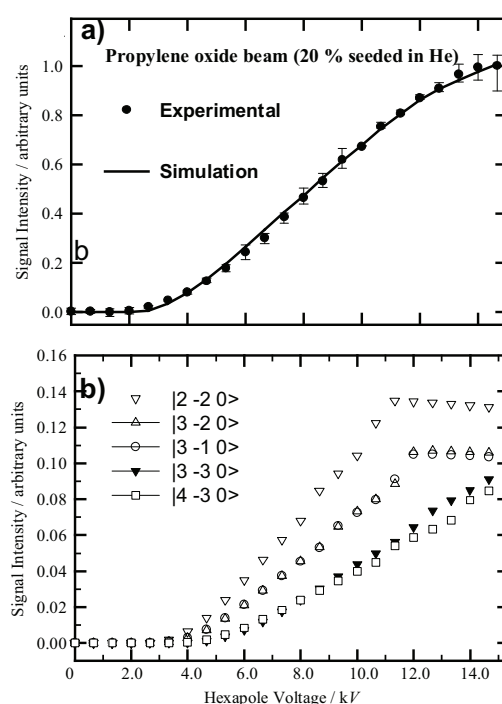 a)
Propylene oxide beam (20 % seeded in He)
Experimental
Simulation
b
Signal Intensity / arbitrary units
1.0
0.8
0.6
0.4
0.2
0.0
b)
|2 -2 0>
|3 -2 0>
|3 -1 0>
|3 -3 0>
|4 -3 0>
Signal Intensity / arbitrary units
0.16
0.14
0.12
0.10
0.08
0.06
0.04
0.02
0.00
0 2.0 4.0 6.0 8.0 10.0 12.0 14.0
Hexapole Voltage / kV